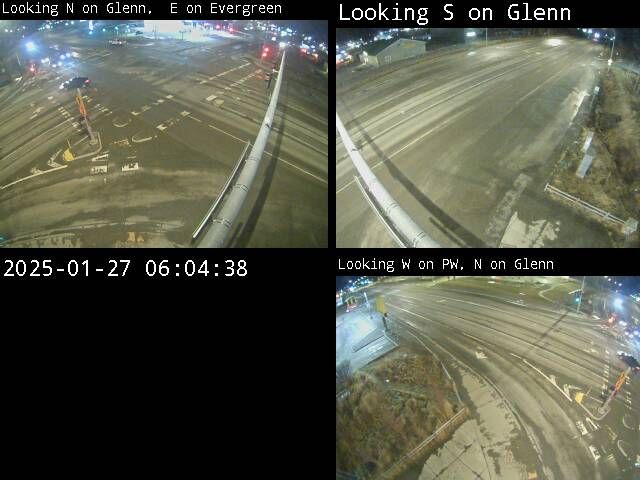 Looking N on Glenn,  E on Evergreen
Looking S on Glenn
2025-01-27 06:04:38
Looking W on PW, N on Glenn